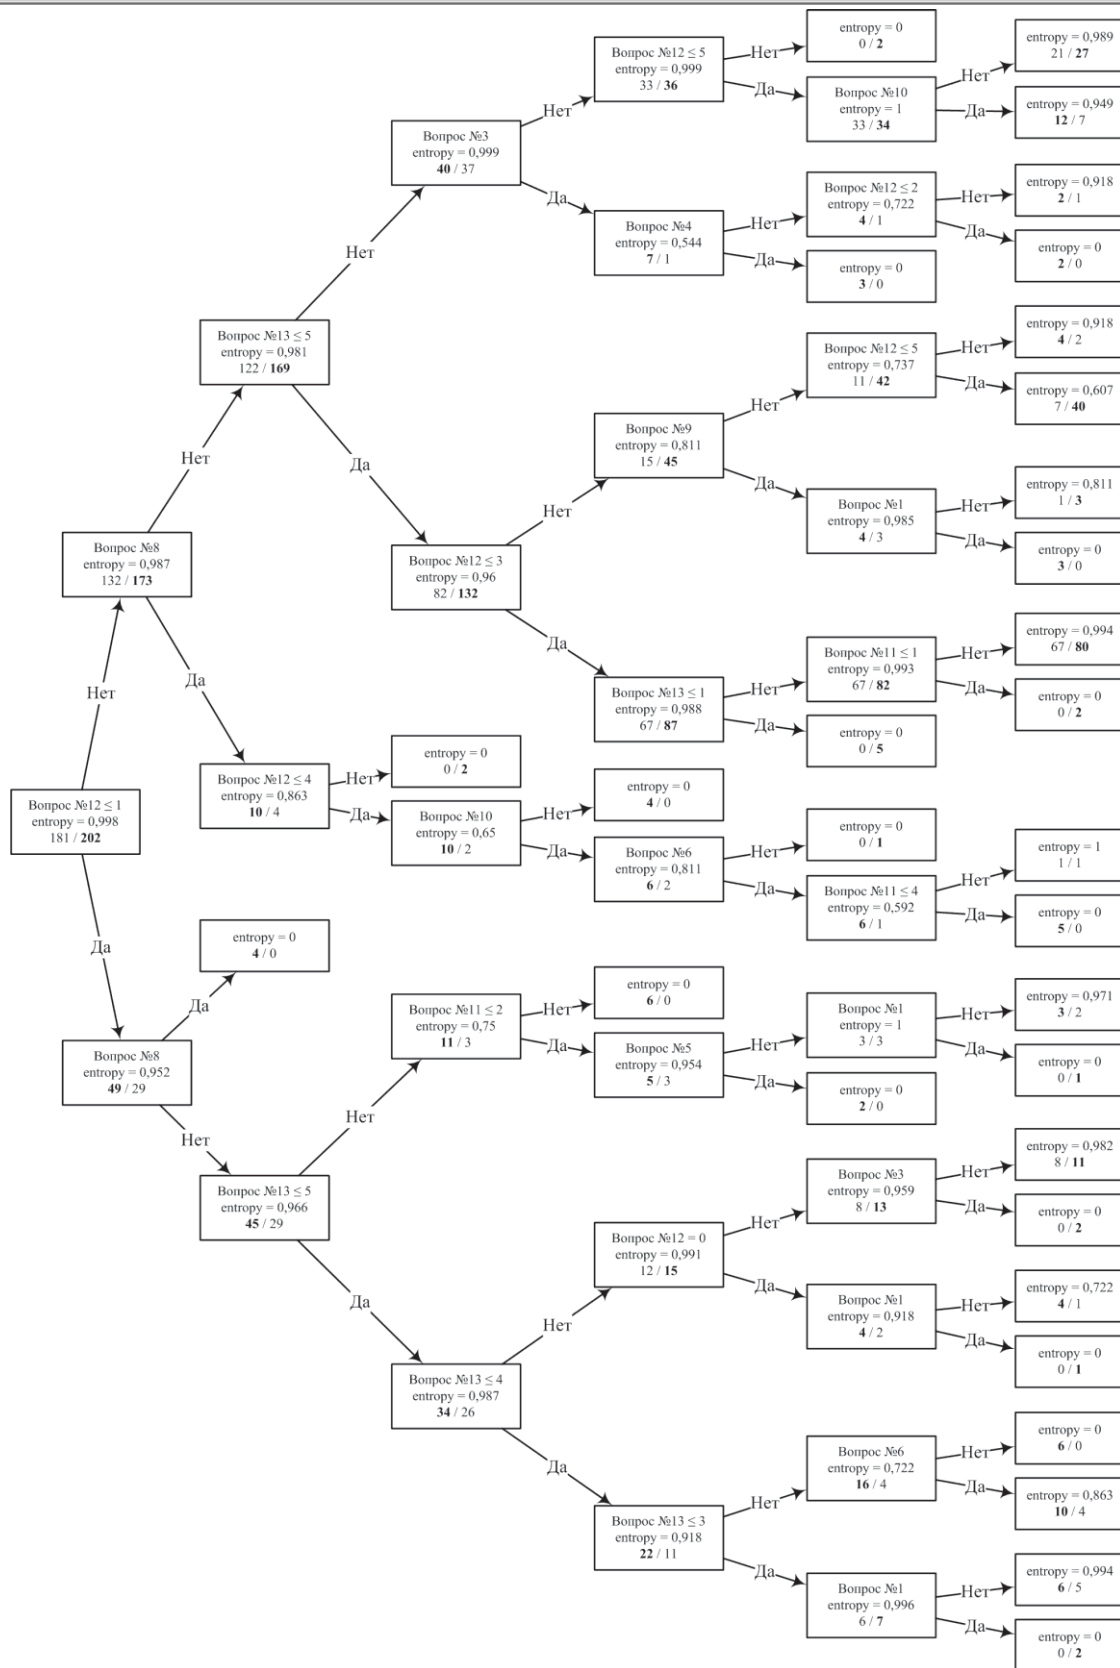 entropy = 0
0 / 2
entropy = 0,989
21 / 27
Вопрос №12 ≤ 5
entropy = 0,999
33 / 36
Нет
Да
Вопрос №10
entropy = 1
33 / 34
Нет
Да
entropy = 0,949
12 / 7
Вопрос №3
entropy = 0,999
40 / 37
Нет
Да
Вопрос №4
entropy = 0,544
7 / 1
Нет
Да
Вопрос №12 ≤ 2
entropy = 0,722
4 / 1
Нет
Да
entropy = 0,918
2 / 1
entropy = 0
2 / 0
entropy = 0
3 / 0
Вопрос №13 ≤ 5
entropy = 0,981
122 / 169
Нет
Да
Вопрос №12 ≤ 5
entropy = 0,737
11 / 42
Нет
Да
entropy = 0,918
4 / 2
entropy = 0,607
7 / 40
Вопрос №9
entropy = 0,811
15 / 45
Нет
Да
Вопрос №1
entropy = 0,985
4 / 3
Нет
Да
entropy = 0,811
1 / 3
entropy = 0
3 / 0
Вопрос №8
entropy = 0,987
132 / 173
Нет
Да
Вопрос №12 ≤ 3
entropy = 0,96
82 / 132
Нет
Да
Вопрос №13 ≤ 1
entropy = 0,988
67 / 87
Нет
Да
Вопрос №11 ≤ 1
entropy = 0,993
67 / 82
Нет
Да
entropy = 0,994
67 / 80
entropy = 0
0 / 2
entropy = 0
0 / 5
Вопрос №12 ≤ 1
entropy = 0,998
181 / 202
Нет
Да
Вопрос №12 ≤ 4
entropy = 0,863
10 / 4
Нет
Да
entropy = 0
0 / 2
Вопрос №10
entropy = 0,65
10 / 2
Нет
Да
entropy = 0
4 / 0
Вопрос №6
entropy = 0,811
6 / 2
Нет
Да
entropy = 0
0 / 1
Вопрос №11 ≤ 4
entropy = 0,592
6 / 1
Нет
Да
entropy = 1
1 / 1
entropy = 0
5 / 0
entropy = 0
4 / 0
Да
Вопрос №8
entropy = 0,952
49 / 29
Нет
Вопрос №11 ≤ 2
entropy = 0,75
11 / 3
Нет
Да
entropy = 0
6 / 0
Вопрос №5
entropy = 0,954
5 / 3
Нет
Да
Вопрос №1
entropy = 1
3 / 3
Нет
Да
entropy = 0,971
3 / 2
entropy = 0
0 / 1
entropy = 0
2 / 0
Вопрос №13 ≤ 5
entropy = 0,966
45 / 29
Нет
Да
Вопрос №12 = 0
entropy = 0,991
12 / 15
Нет
Да
Вопрос №3
entropy = 0,959
8 / 13
Нет
Да
entropy = 0,982
8 / 11
entropy = 0
0 / 2
Вопрос №1
entropy = 0,918
4 / 2
Нет
Да
entropy = 0,722
4 / 1
entropy = 0
0 / 1
Вопрос №13 ≤ 4
entropy = 0,987
34 / 26
Нет
Да
Вопрос №13 ≤ 3
entropy = 0,918
22 / 11
Нет
Да
Вопрос №6
entropy = 0,722
16 / 4
Нет
Да
entropy = 0
6 / 0
entropy = 0,863
10 / 4
Вопрос №1
entropy = 0,996
6 / 7
Нет
Да
entropy = 0,994
6 / 5
entropy = 0
0 / 2